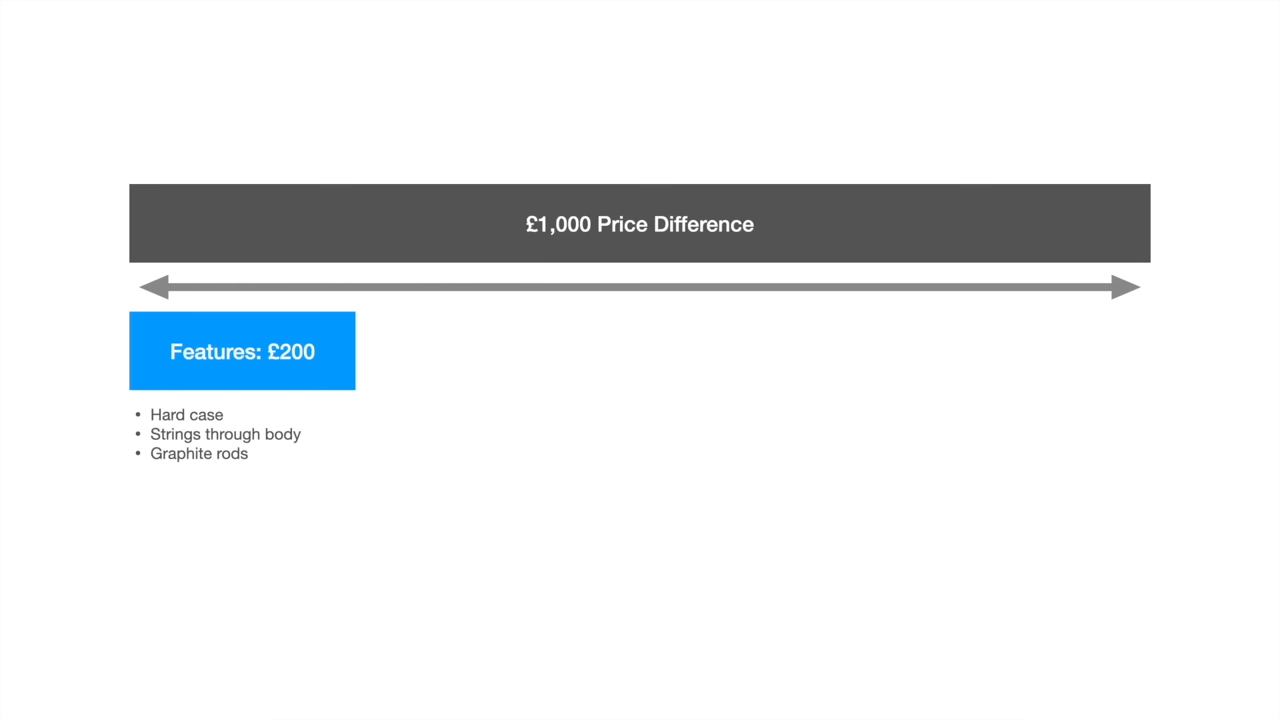 £1,000 Price Difference
Features: £200
• Hard case
• Strings through body
• Graphite rods